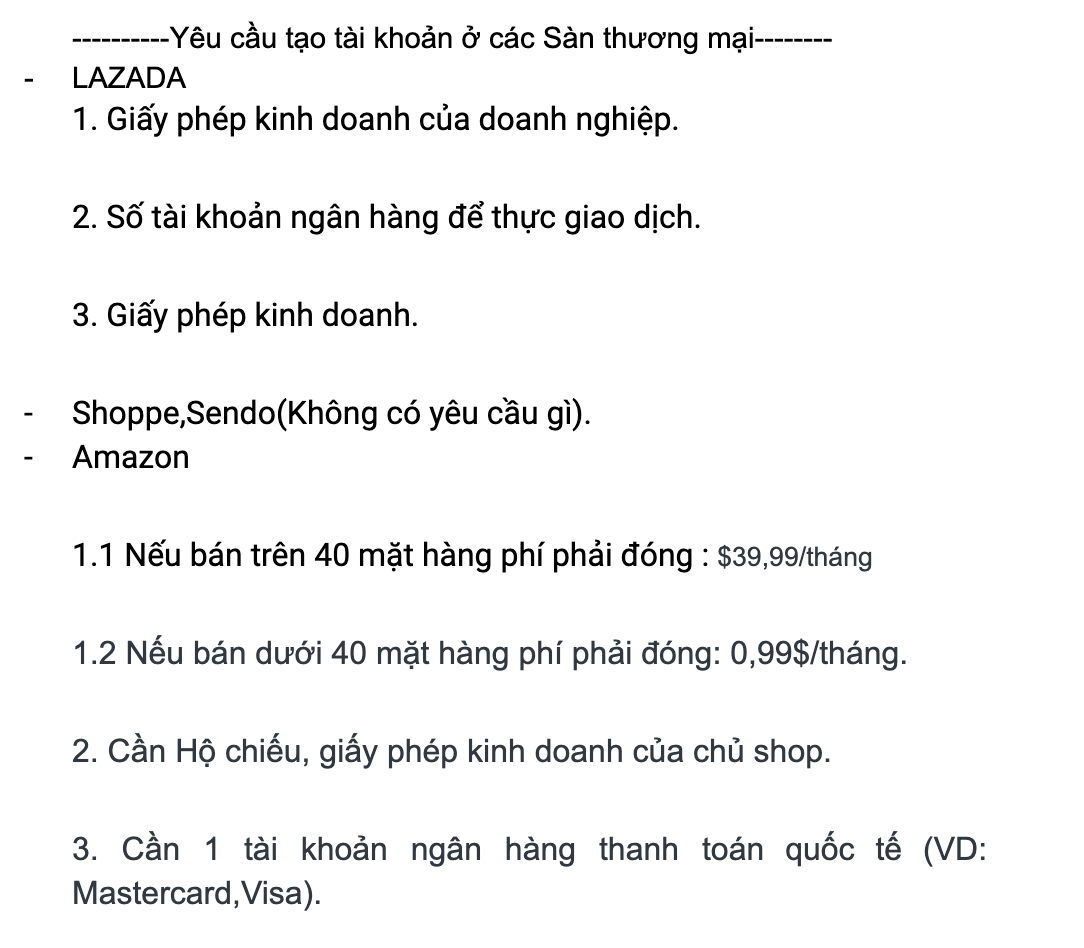 ----------Yêu cầu tạo tài khoản ở các Sàn thương mại--------
- LAZADA
1. Giấy phép kinh doanh của doanh nghiệp.
2. Số tài khoản ngân hàng để thực giao dịch.
3. Giấy phép kinh doanh.
- Shoppe,Sendo(Không có yêu cầu gì).
- Amazon
1.1 Nếu bán trên 40 mặt hàng phí phải đóng : $39,99/tháng
1.2 Nếu bán dưới 40 mặt hàng phí phải đóng: 0,99$/tháng.
2. Cần Hộ chiếu, giấy phép kinh doanh của chủ shop.
3. Cần 1 tài khoản ngân hàng thanh toán quốc tế (VD:
Mastercard,Visa).